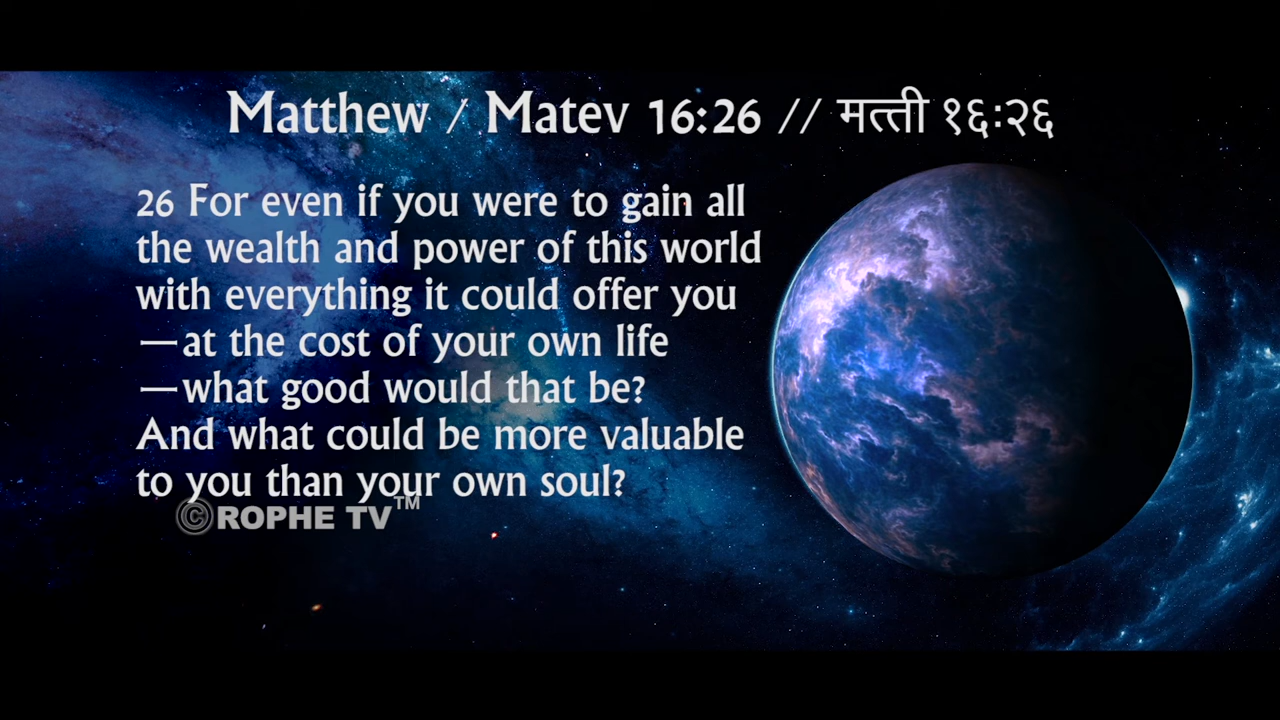 Matthew / Matev 16:26 // मत्ती १६:२६
26 For even if you were to gain all
the wealth and power of this world
with everything it could offer you
—at the cost of your own life
—what good would that be?
And what could be more valuable
to you than your own soul?
©ROPHE TV™